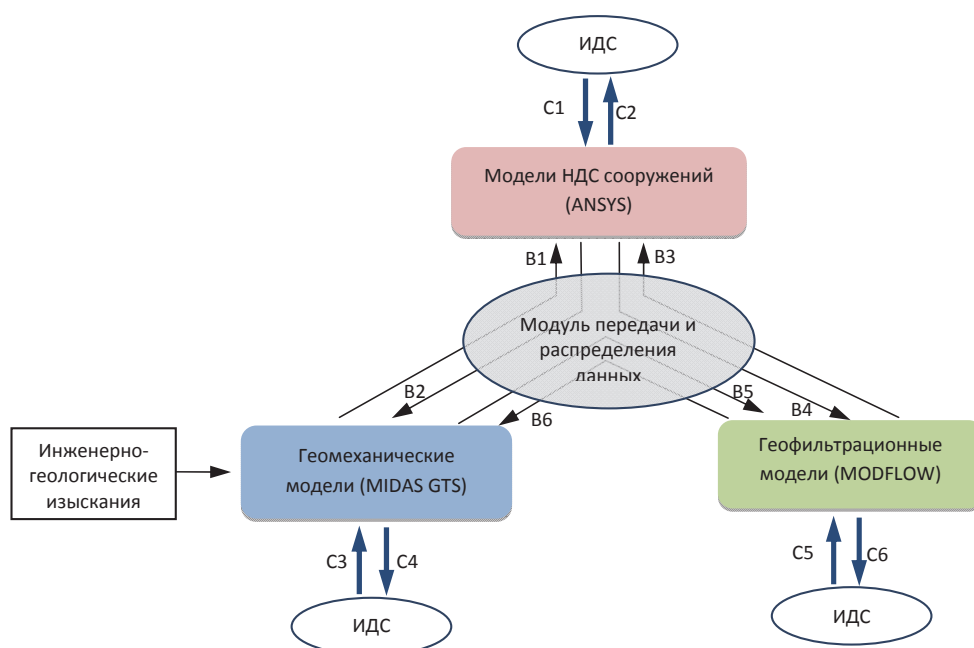 ИДС
С1
С2
Модели НДС сооружений
(ANSYS)
В1
В3
Модуль передачи и
распределения
данных
В2
В5
В4
В6
Инженерно-
геологические
изыскания
Геомеханические
модели (MIDAS GTS)
Геофильтрационные
модели (MODFLOW)
С3
С4
С5
С6
ИДС
ИДС